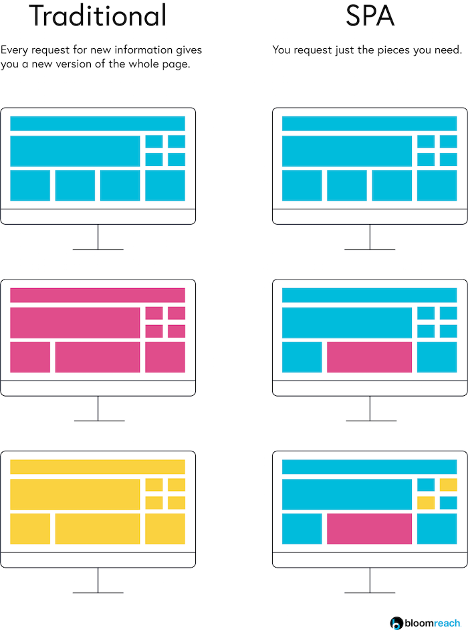 Traditional
SPA
Every request for new information gives
you a new version of the whole page.
You request just the pieces you need.
bloomreach